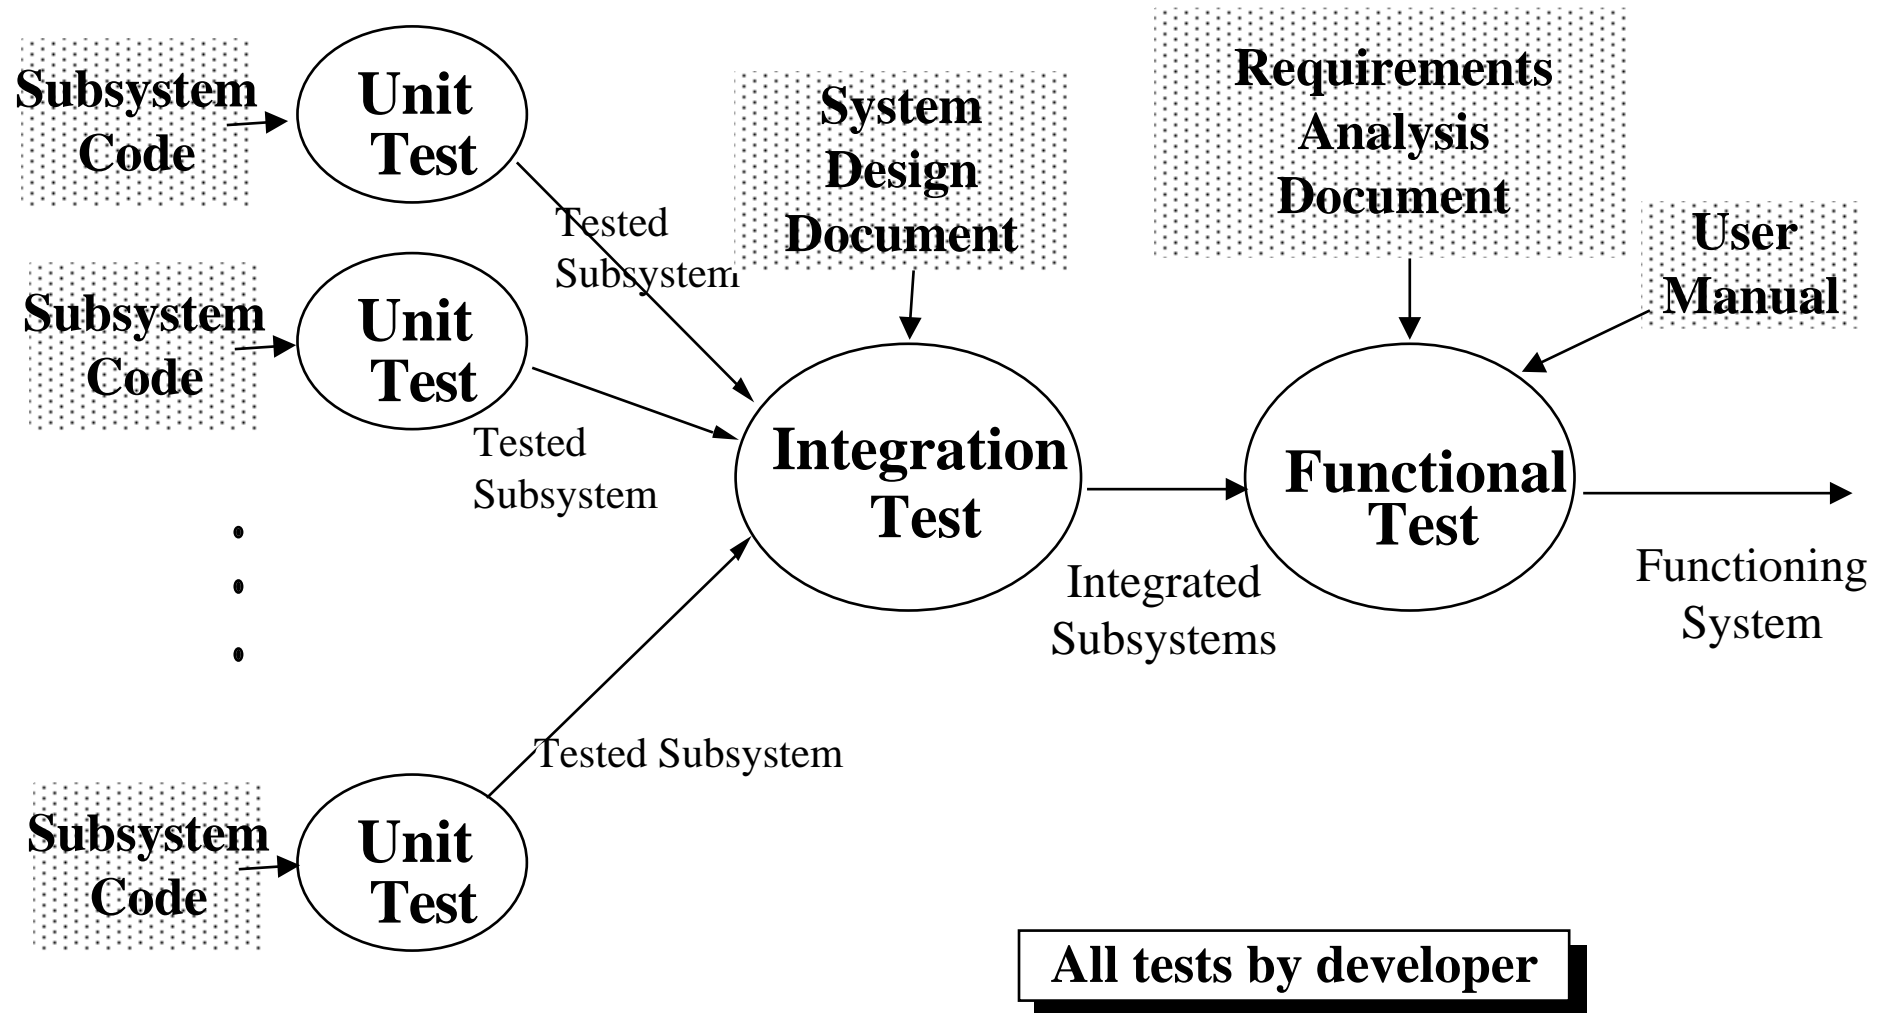 Subsystem
Code
Unit
Test
Tested
Subsystem
System
Design
Document
Requirements
Analysis
Document
User
Manual
Subsystem
Code
Unit
Test
Tested
Subsystem
Integration
Test
Functional
Test
Integrated
Subsystems
Functioning
System
Tested Subsystem
Subsystem
Code
Unit
Test
All tests by developer